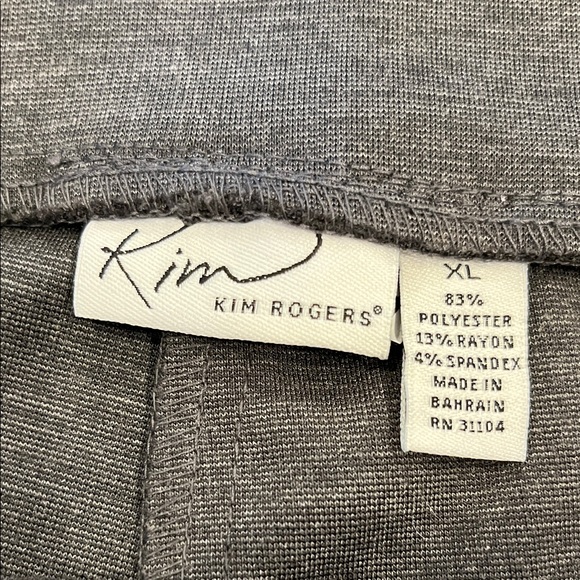 Kim
KIM ROGERS®
XL
83%
POLYESTER
13% RAYON
4% SPANDEX
MADE IN
BAHRAIN
RN 31104